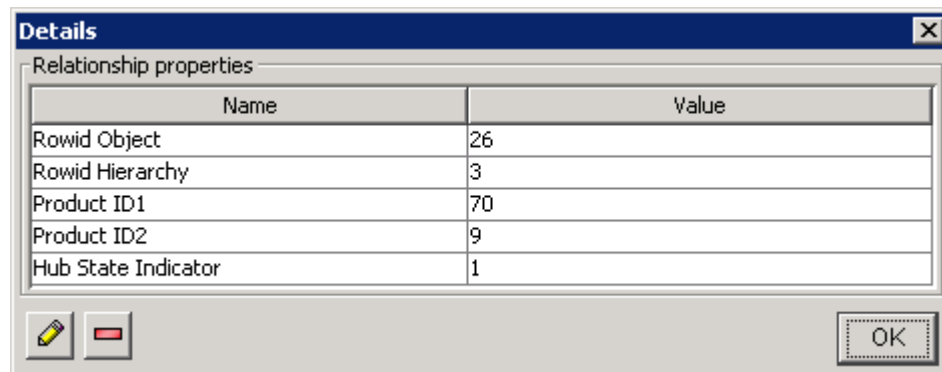 Details
Relationship properties
Name Value
Rowid Object 26
Rowid Hierarchy 3
Product ID1 70
Product ID2 9
Hub State Indicator 1
OK